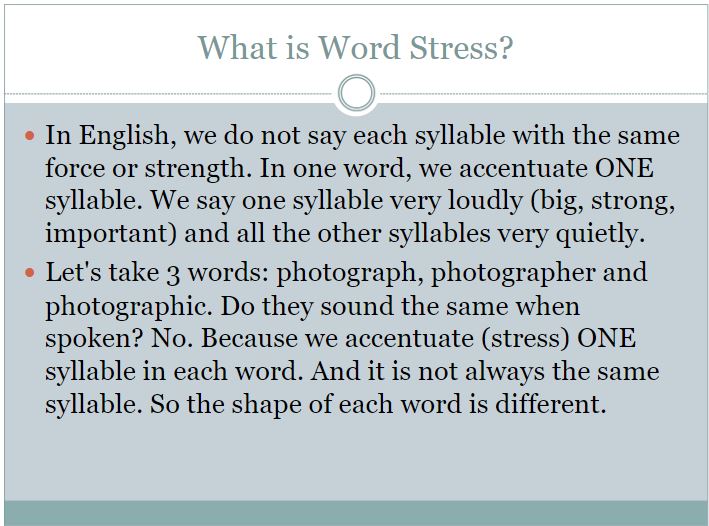 What is Word Stress?
• In English, we do not say each syllable with the same
force or strength. In one word, we accentuate ONE
syllable. We say one syllable very loudly (big, strong,
important) and all the other syllables very quietly.
• Let's take 3 words: photograph, photographer and
photographic. Do they sound the same when
spoken? No. Because we accentuate (stress) ONE
syllable in each word. And it is not always the same
syllable. So the shape of each word is different.